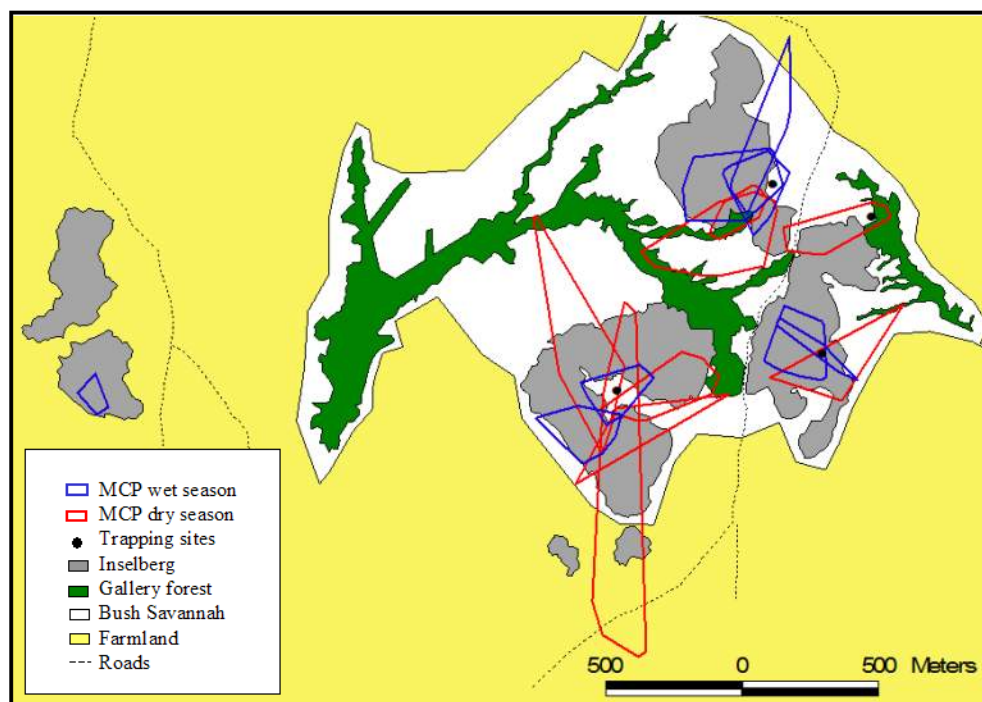 MCP wet season
MCP dry season
Trapping sites
Inselberg
Gallery forest
Bush Savannah
Farmland
Roads
500 0 500 Meters